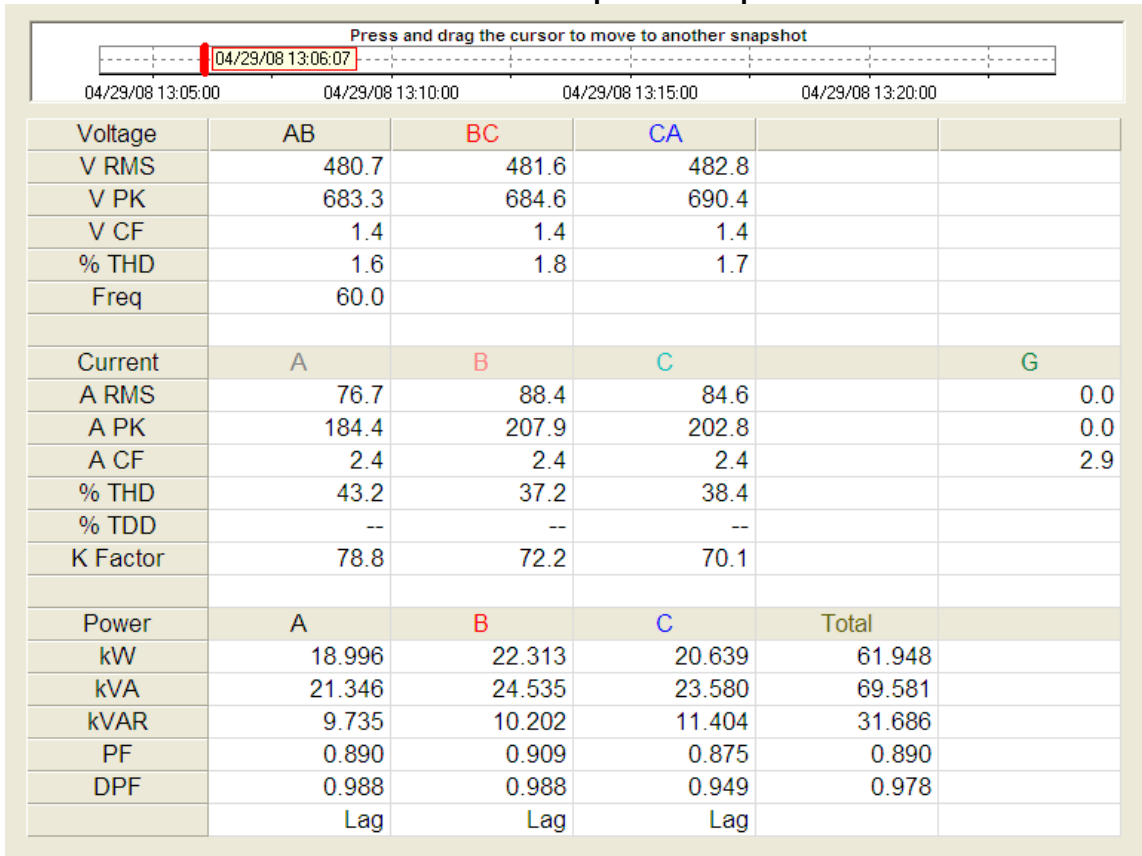 Press and drag the cursor to move to another snapshot
04/29/08 13:06:07
04/29/08 13:05:00 04/29/08 13:10:00 04/29/08 13:15:00 04/29/08 13:20:00
Voltage AB BC CA
V RMS 480.7 481.6 482.8
V PK 683.3 684.6 690.4
V CF 1.4 1.4 1.4
% THD 1.6 1.8 1.7
Freq 60.0
Current A B C G
A RMS 76.7 88.4 84.6 0.0
A PK 184.4 207.9 202.8 0.0
A CF 2.4 2.4 2.4 2.9
% THD 43.2 37.2 38.4
% TDD -- -- --
K Factor 78.8 72.2 70.1
Power A B C Total
kW 18.996 22.313 20.639 61.948
kVA 21.346 24.535 23.580 69.581
kVAR 9.735 10.202 11.404 31.686
PF 0.890 0.909 0.875 0.890
DPF 0.988 0.988 0.949 0.978
Lag Lag Lag